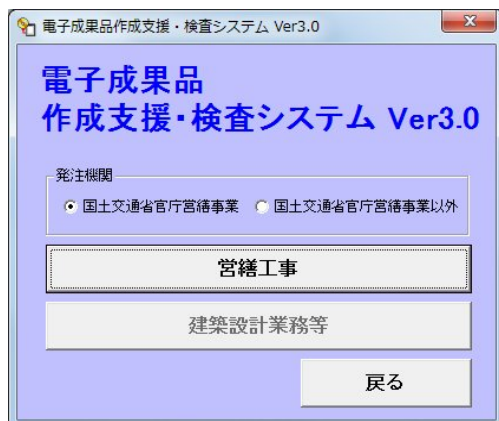 電子成果品作成支援・検査システム Ver3.0
電子成果品
作成支援・検査システム Ver3.0
発注機関
国土交通省官庁営繕事業 国土交通省官庁営繕事業以外
営繕工事
建築設計業務等
戻る